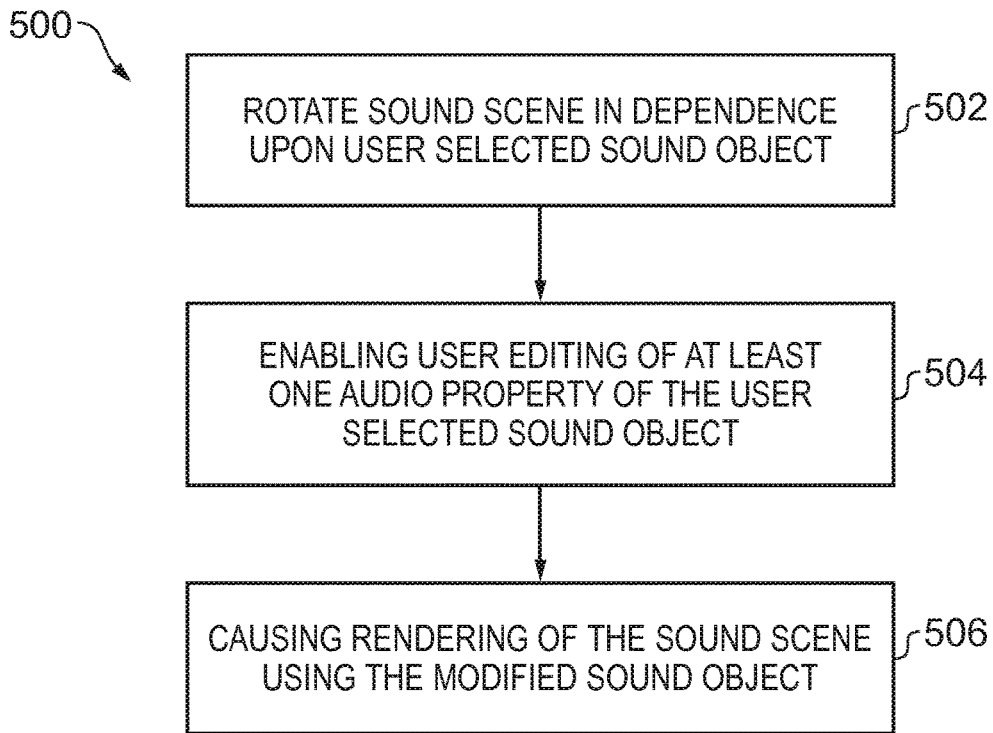 500
ROTATE SOUND SCENE IN DEPENDENCE
UPON USER SELECTED SOUND OBJECT
502
ENABLING USER EDITING OF AT LEAST
ONE AUDIO PROPERTY OF THE USER
SELECTED SOUND OBJECT
504
CAUSING RENDERING OF THE SOUND SCENE
USING THE MODIFIED SOUND OBJECT
506